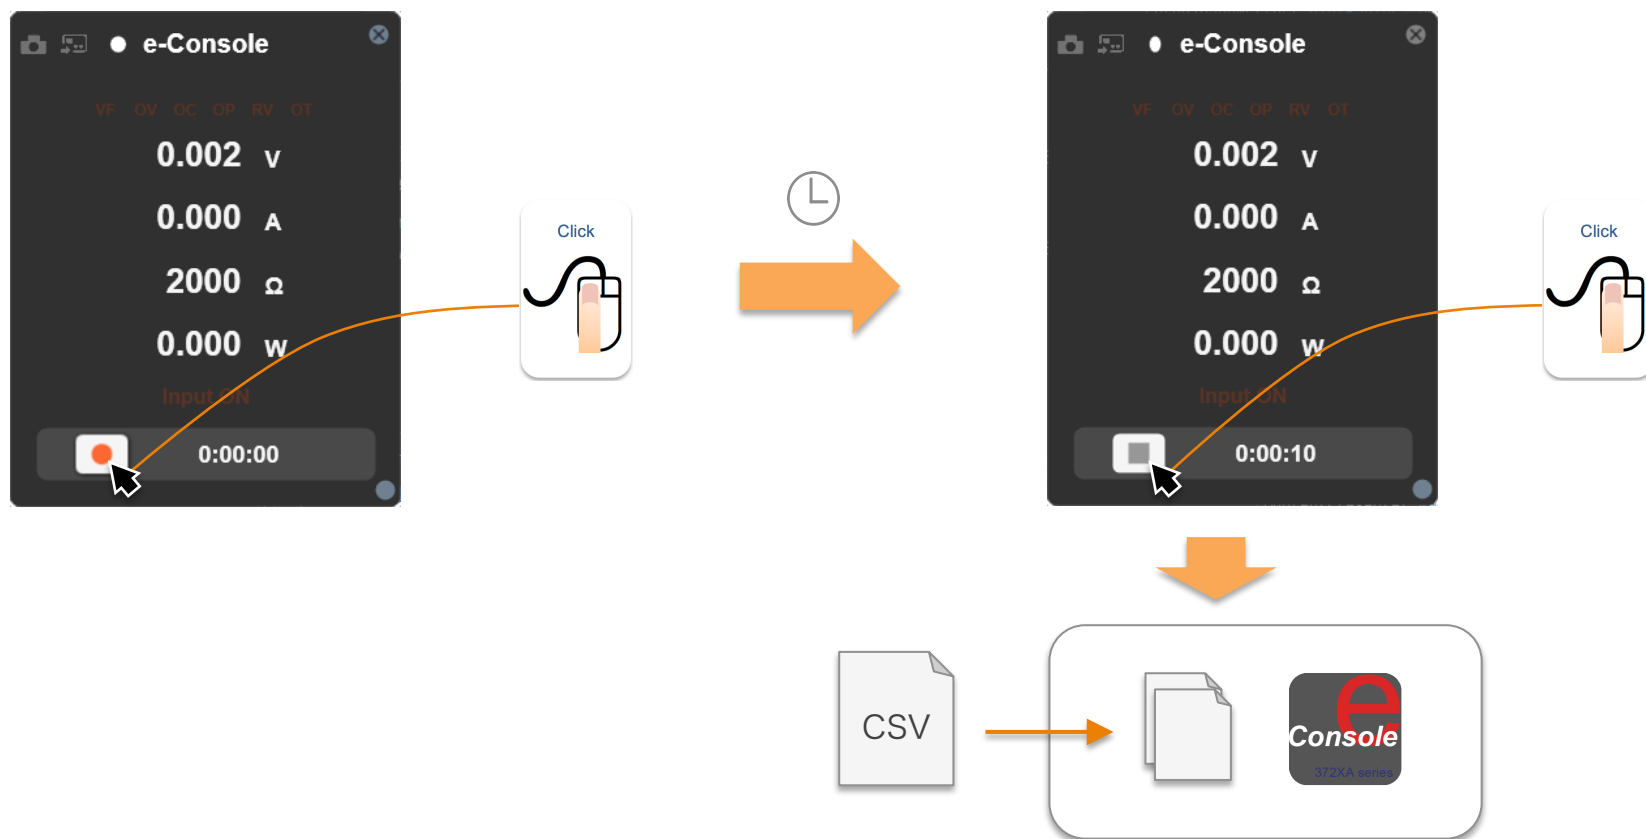 e-Console
VF OV OC OP RV OT
0.002 V
0.000 A
2000 Ω
0.000 W
Input ON
0:00:00
Click
e-Console
VF OV OC OP RV OT
0.002 V
0.000 A
2000 Ω
0.000 W
Input ON
0:00:10
Click
CSV
e
Console
372XA series